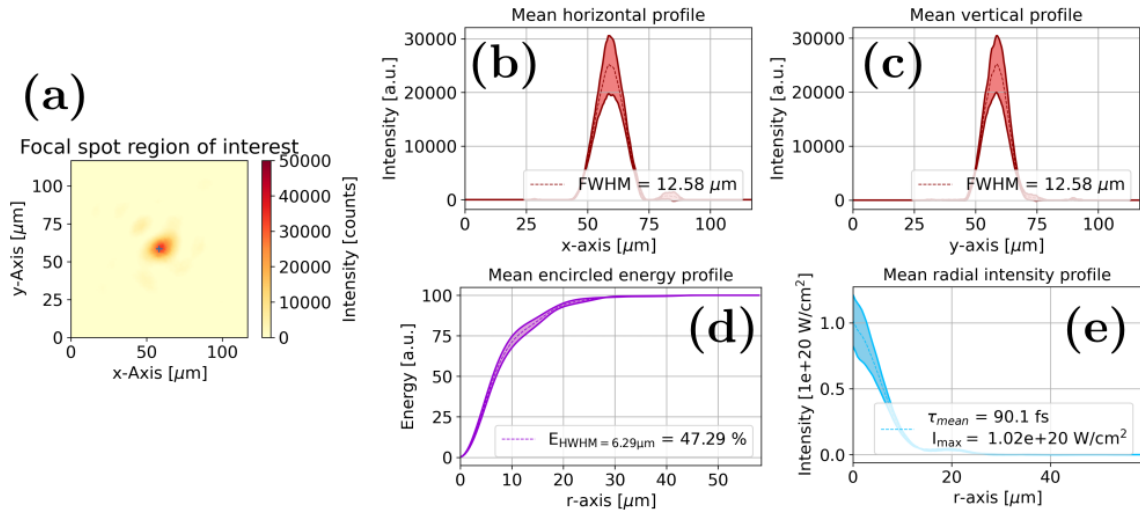 (a)
Focal spot region of interest
y-Axis [μm]
100
75
50
25
0
0
50
100
x-Axis [μm]
50000
40000
30000
20000
10000
0
Intensity [counts]
Mean horizontal profile
(b)
Intensity [a.u.]
30000
20000
10000
0
FWHM = 12.58 μm
0
25
50
75
100
x-axis [μm]
Mean vertical profile
(c)
Intensity [a.u.]
30000
20000
10000
0
FWHM = 12.58 μm
0
25
50
75
100
y-axis [μm]
Mean encircled energy profile
(d)
Energy [a.u.]
100
75
50
25
0
E_HWHM = 6.29μm = 47.29 %
0
10
20
30
40
50
r-axis [μm]
Mean radial intensity profile
(e)
Intensity [1e+20 W/cm²]
1.0
0.5
0.0
τ_mean = 90.1 fs
I_max = 1.02e+20 W/cm²
0
20
40
r-axis [μm]